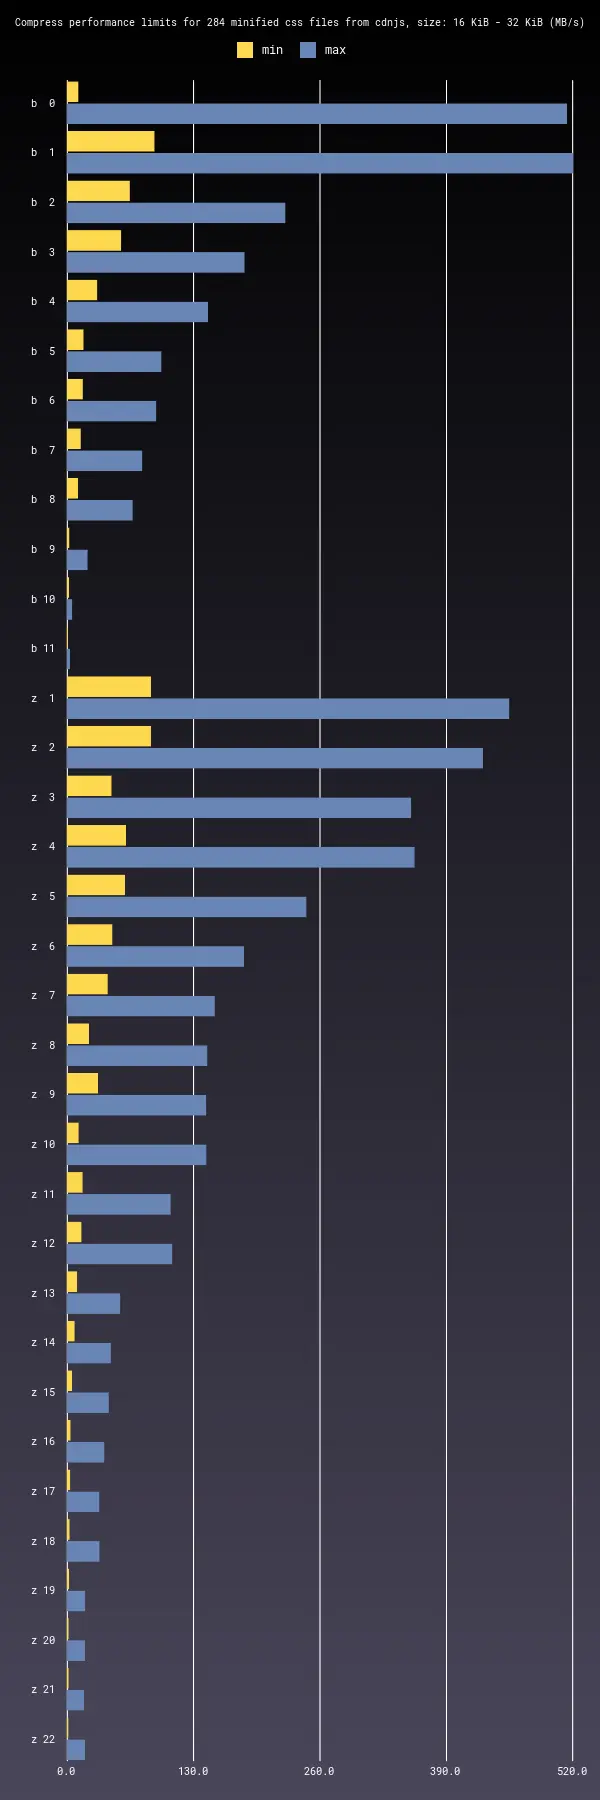 Compress performance limits for 284 minified css files from cdnjs, size: 16 KiB - 32 KiB (MB/s)
min max
b 0
b 1
b 2
b 3
b 4
b 5
b 6
b 7
b 8
b 9
b 10
b 11
z 1
z 2
z 3
z 4
z 5
z 6
z 7
z 8
z 9
z 10
z 11
z 12
z 13
z 14
z 15
z 16
z 17
z 18
z 19
z 20
z 21
z 22
0.0 130.0 260.0 390.0 520.0